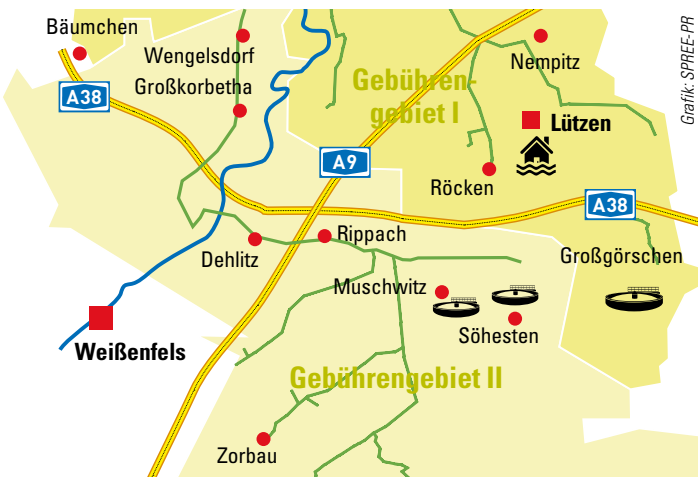 Bäumchen
Wengelsdorf
Großkorbetha
A38
Gebühren-
gebiet I
Nempitz
Grafik: SPREE-PR
Lützen
A9
Röcken
A38
Dehlitz
Rippach
Großgörschen
Muschwitz
Söhesten
Weißenfels
Gebührengebiet II
Zorbau